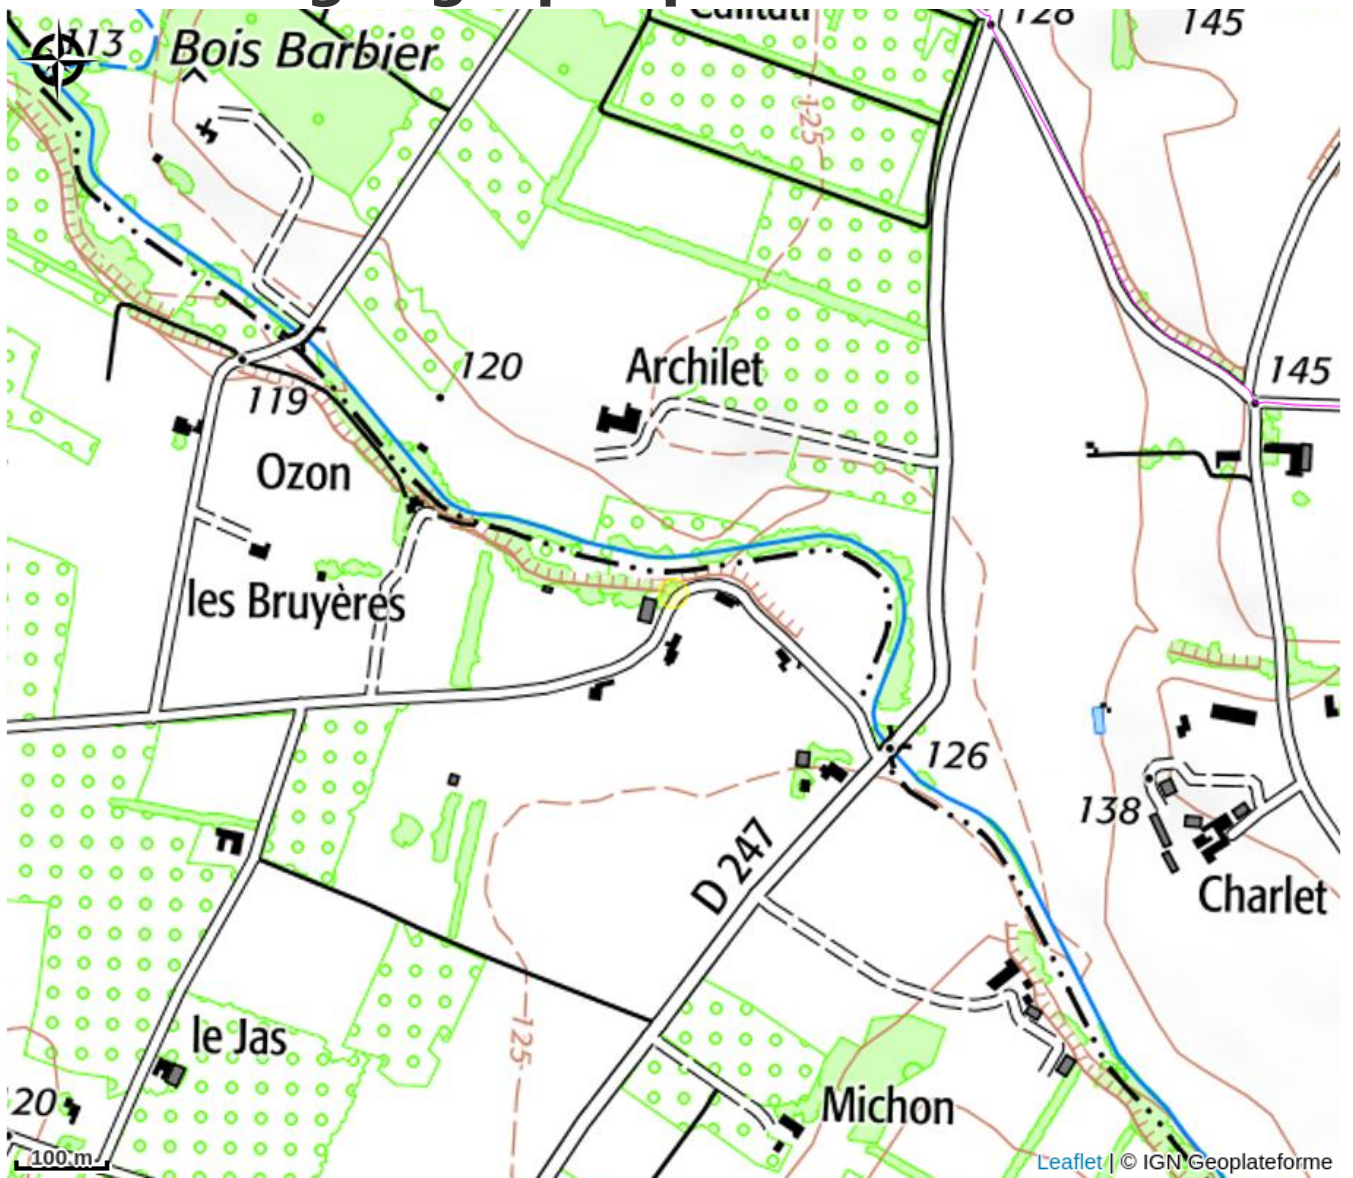 128
145
113
Bois Barbier
125
120
Archilet
145
119
Ozon
les Bruyères
126
138
D 247
Charlet
le Jas
125
20
Michon
100 m
Leaflet | © IGN Geoplateforme